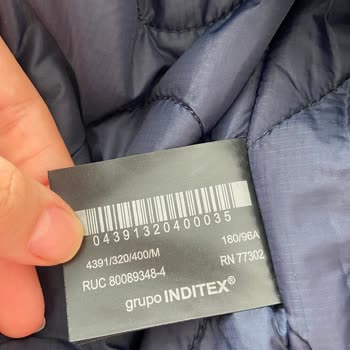 04391320400035
4391/320/400/M 180/96A
RUC 80089348-4 RN 77302
grupo INDITEX®